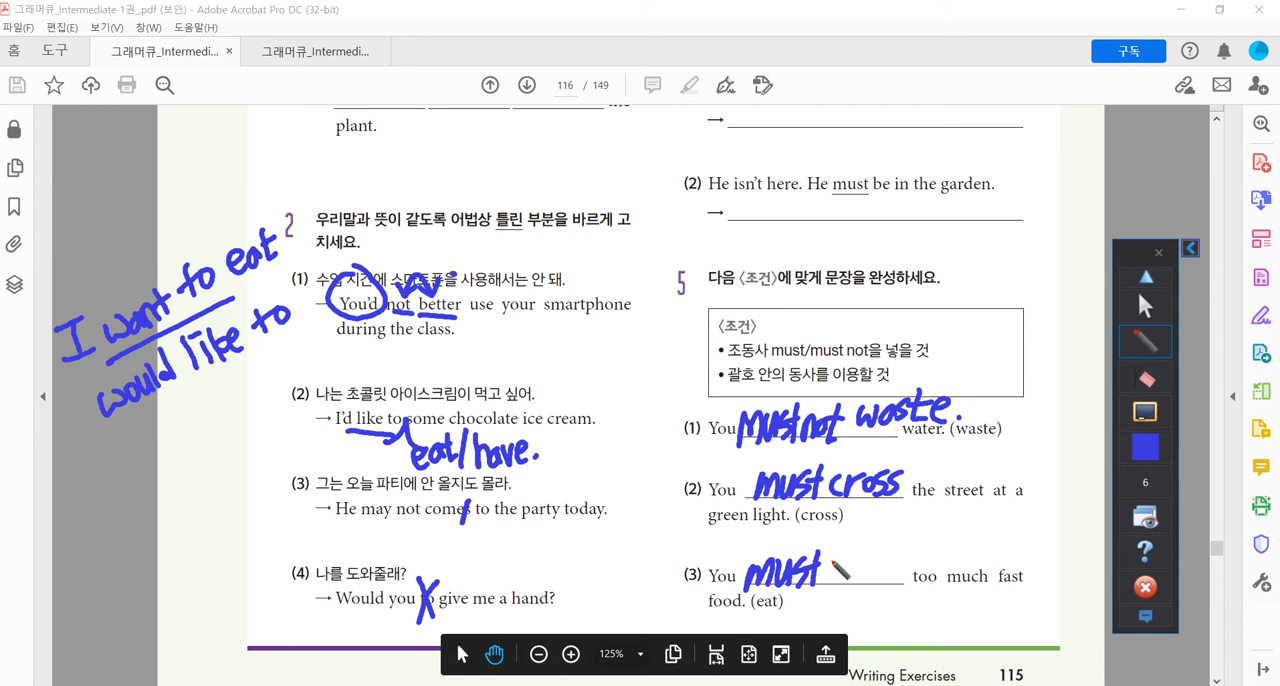 그래머큐_Intermediate 1권_.pdf (보안) - Adobe Acrobat Pro DC (32-bit)
파일(F) 편집(E) 보기(V) 창(W) 도움말(H)
홈 도구 그래머큐_Intermedi... × 그래머큐_Intermedi... 구독
116 / 149
plant.
→
(2) He isn't here. He must be in the garden.
→
2 우리말과 뜻이 같도록 어법상 틀린 부분을 바르게 고
치세요.
(1) 수업 시간에 스마트폰을 사용해서는 안 돼.
→ You'd not better use your smartphone
during the class.
I want to eat
would like to
(2) 나는 초콜릿 아이스크림이 먹고 싶어.
→ I'd like to some chocolate ice cream.
eat/have.
(3) 그는 오늘 파티에 안 올지도 몰라.
→ He may not comes to the party today.
(4) 나를 도와줄래?
→ Would you to give me a hand?
5 다음 〈조건〉에 맞게 문장을 완성하세요.
〈조건〉
• 조동사 must/must not을 넣을 것
• 괄호 안의 동사를 이용할 것
(1) You must not waste. water. (waste)
(2) You must cross the street at a
green light. (cross)
(3) You must too much fast
food. (eat)
6
125%
Writing Exercises 115